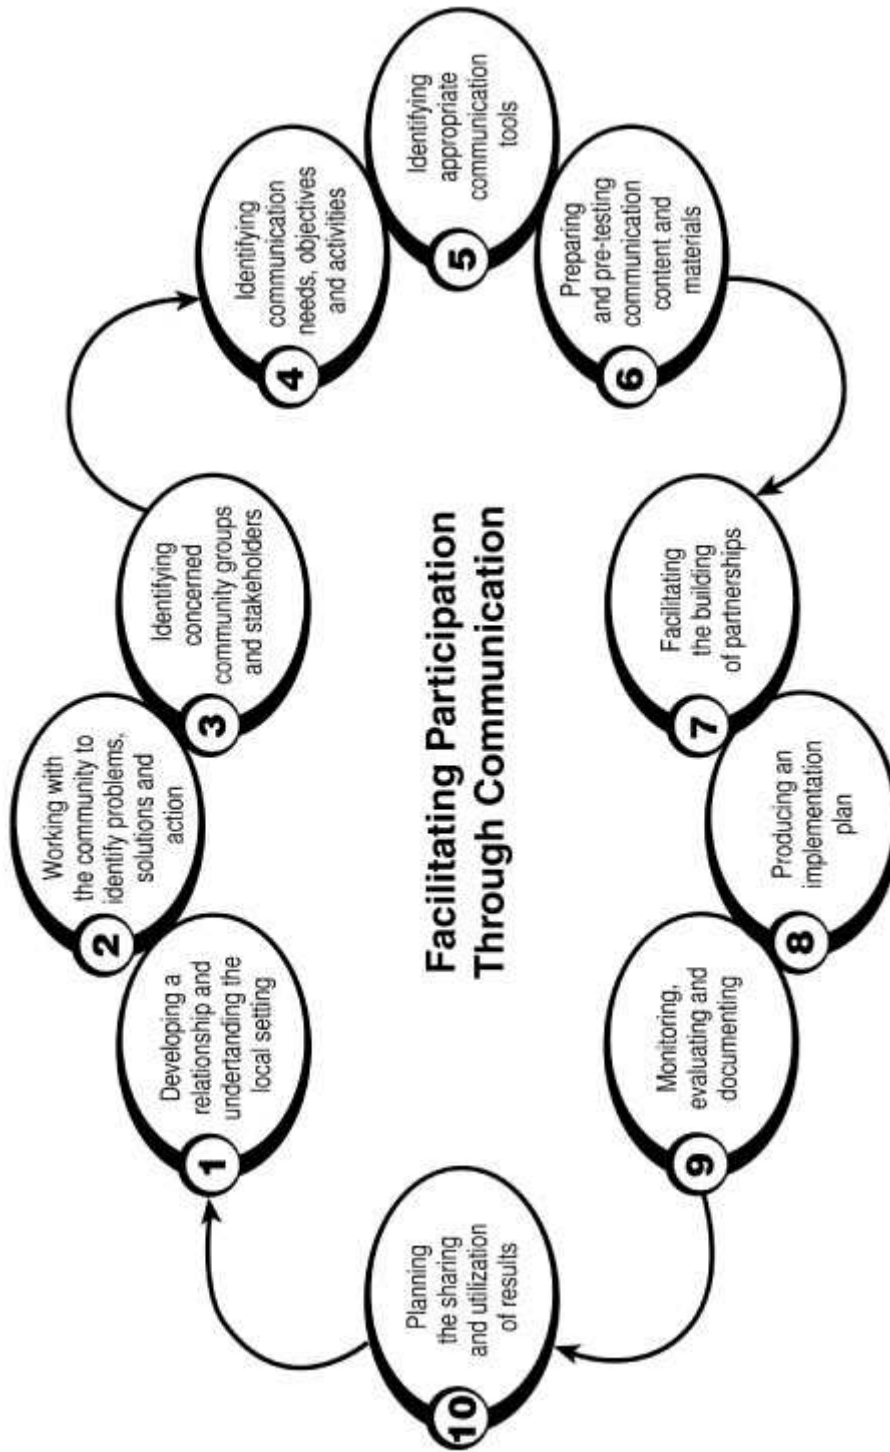 Facilitating Participation
Through Communication
1
Developing a
relationship and
undertanding the
local setting
2
Working with
the community to
identify problems,
solutions and
action
3
Identifying
concerned
community groups
and stakeholders
4
Identifying
communication
needs, objectives
and activities
5
Identifying
appropriate
communication
tools
6
Preparing
and pre-testing
communication
content and
materials
7
Facilitating
the building
of partnerships
8
Producing an
implementation
plan
9
Monitoring,
evaluating and
documenting
10
Planning
the sharing
and utilization
of results